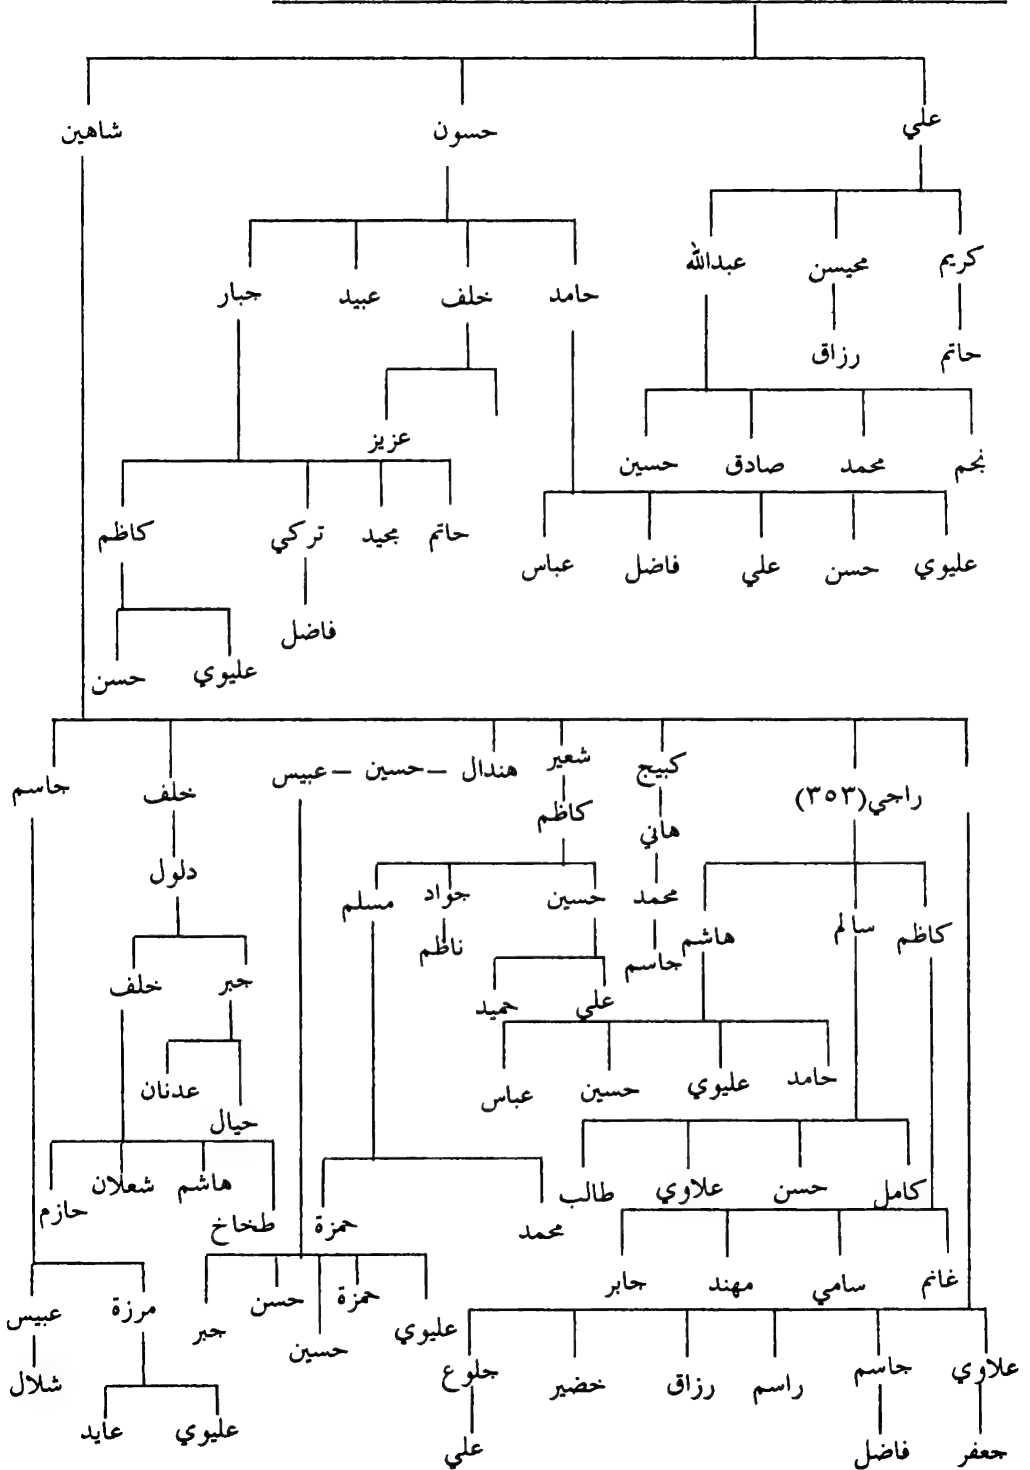 علي
حسون
شاهين
كريم
محيسن
عبدالله
حامد
خلف
عبيد
جبار
حاتم
رزاق
عزيز
نجم
محمد
صادق
حسين
حاتم
مجيد
تركي
كاظم
عليوي
حسن
علي
فاضل
عباس
فاضل
عليوي
حسن
راجي (٣٥٣)
كبيج
شعير
هندال – حسين – عبيس
خلف
جاسم
هاني
كاظم
دلول
محمد
حسين
جواد
مسلم
كاظم
سالم
هاشم
جاسم
ناظم
جبر
خلف
علي
حميد
حامد
عليوي
حسين
عباس
عدنان
حيال
كامل
حسن
علاوي
طالب
هاشم
شعلان
حازم
طخاخ
حمزة
محمد
غانم
سامي
مهند
جابر
عليوي
حمزة
حسين
حسن
جبر
مرزة
عبيس
علاوي
جاسم
راسم
رزاق
خضير
جلوع
شلال
عليوي
عايد
جعفر
فاضل
علي